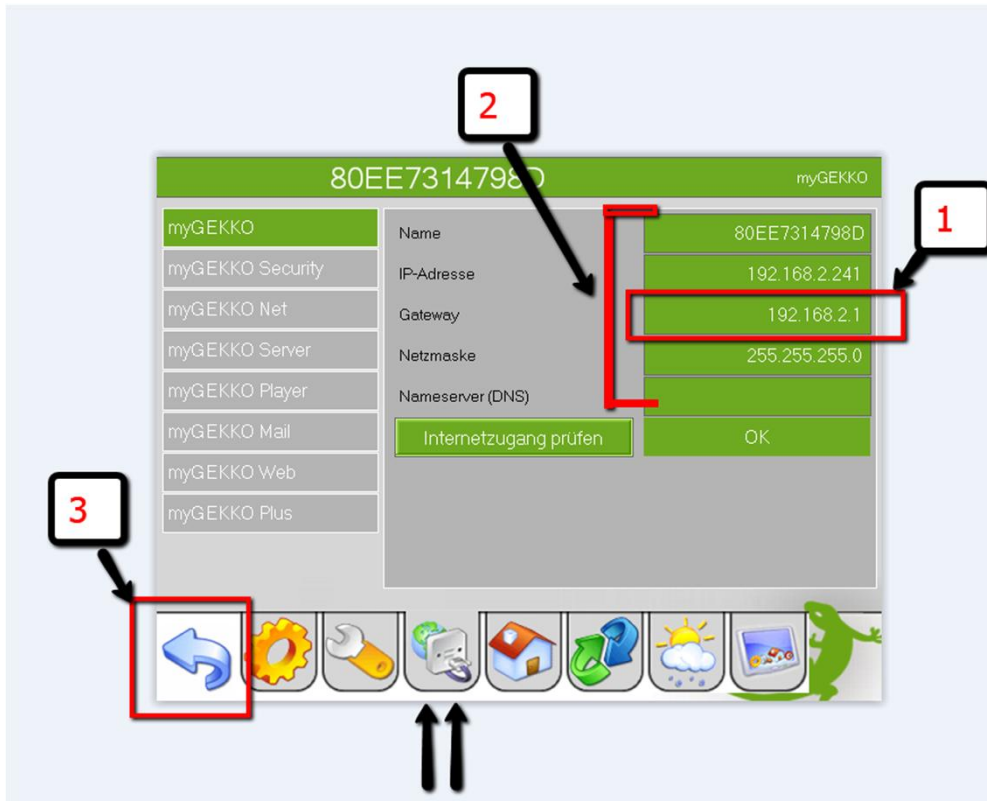 2
80EE7314798D myGEKKO
1
myGEKKO
myGEKKO Security
myGEKKO Net
myGEKKO Server
myGEKKO Player
myGEKKO Mail
myGEKKO Web
myGEKKO Plus
Name 80EE7314798D
IP-Adresse 192.168.2.241
Gateway 192.168.2.1
Netzmaske 255.255.255.0
Nameserver (DNS)
Internetzugang prüfen OK
3